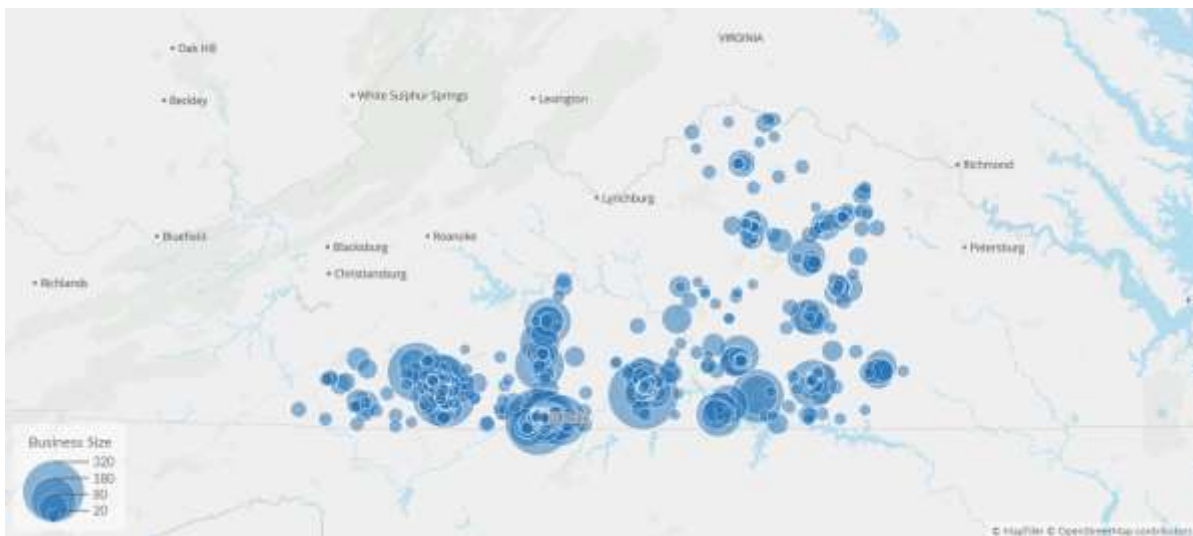 Oak Hill
VIRGINIA
Beckley
White Sulphur Springs
Lexington
Richmond
Lynchburg
Bluefield
Roanoke
Blacksburg
Petersburg
Christiansburg
Richlands
Business Size
320
180
80
20
© MapTiler © OpenStreetMap contributors